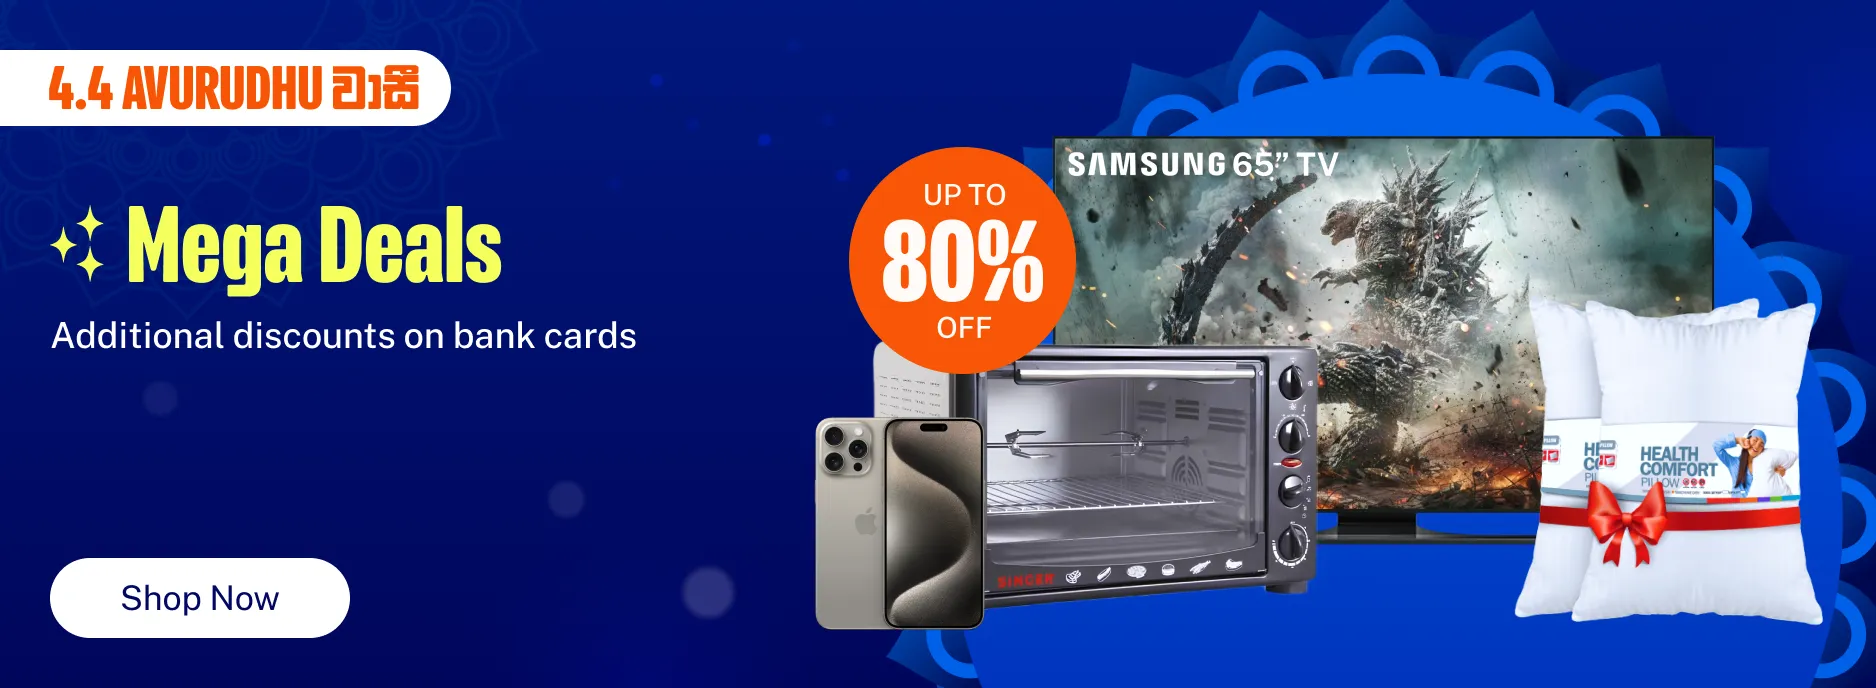 4.4 AVURUDHU වාසි
Mega Deals
Additional discounts on bank cards
Shop Now
UP TO
80%
OFF
SAMSUNG 65” TV
SINGER
HEALTH
COMFORT
PILLOW